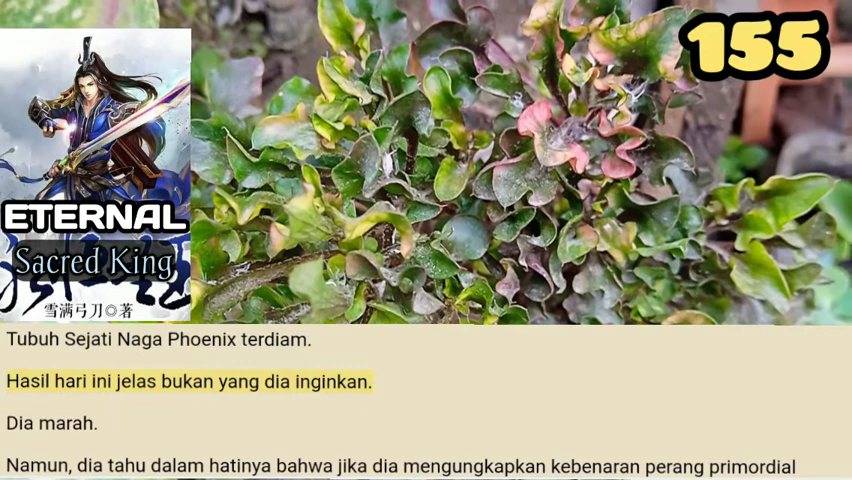 155
ETERNAL
Sacred King
雪满弓刀◎著
Tubuh Sejati Naga Phoenix terdiam.
Hasil hari ini jelas bukan yang dia inginkan.
Dia marah.
Namun, dia tahu dalam hatinya bahwa jika dia mengungkapkan kebenaran perang primordial